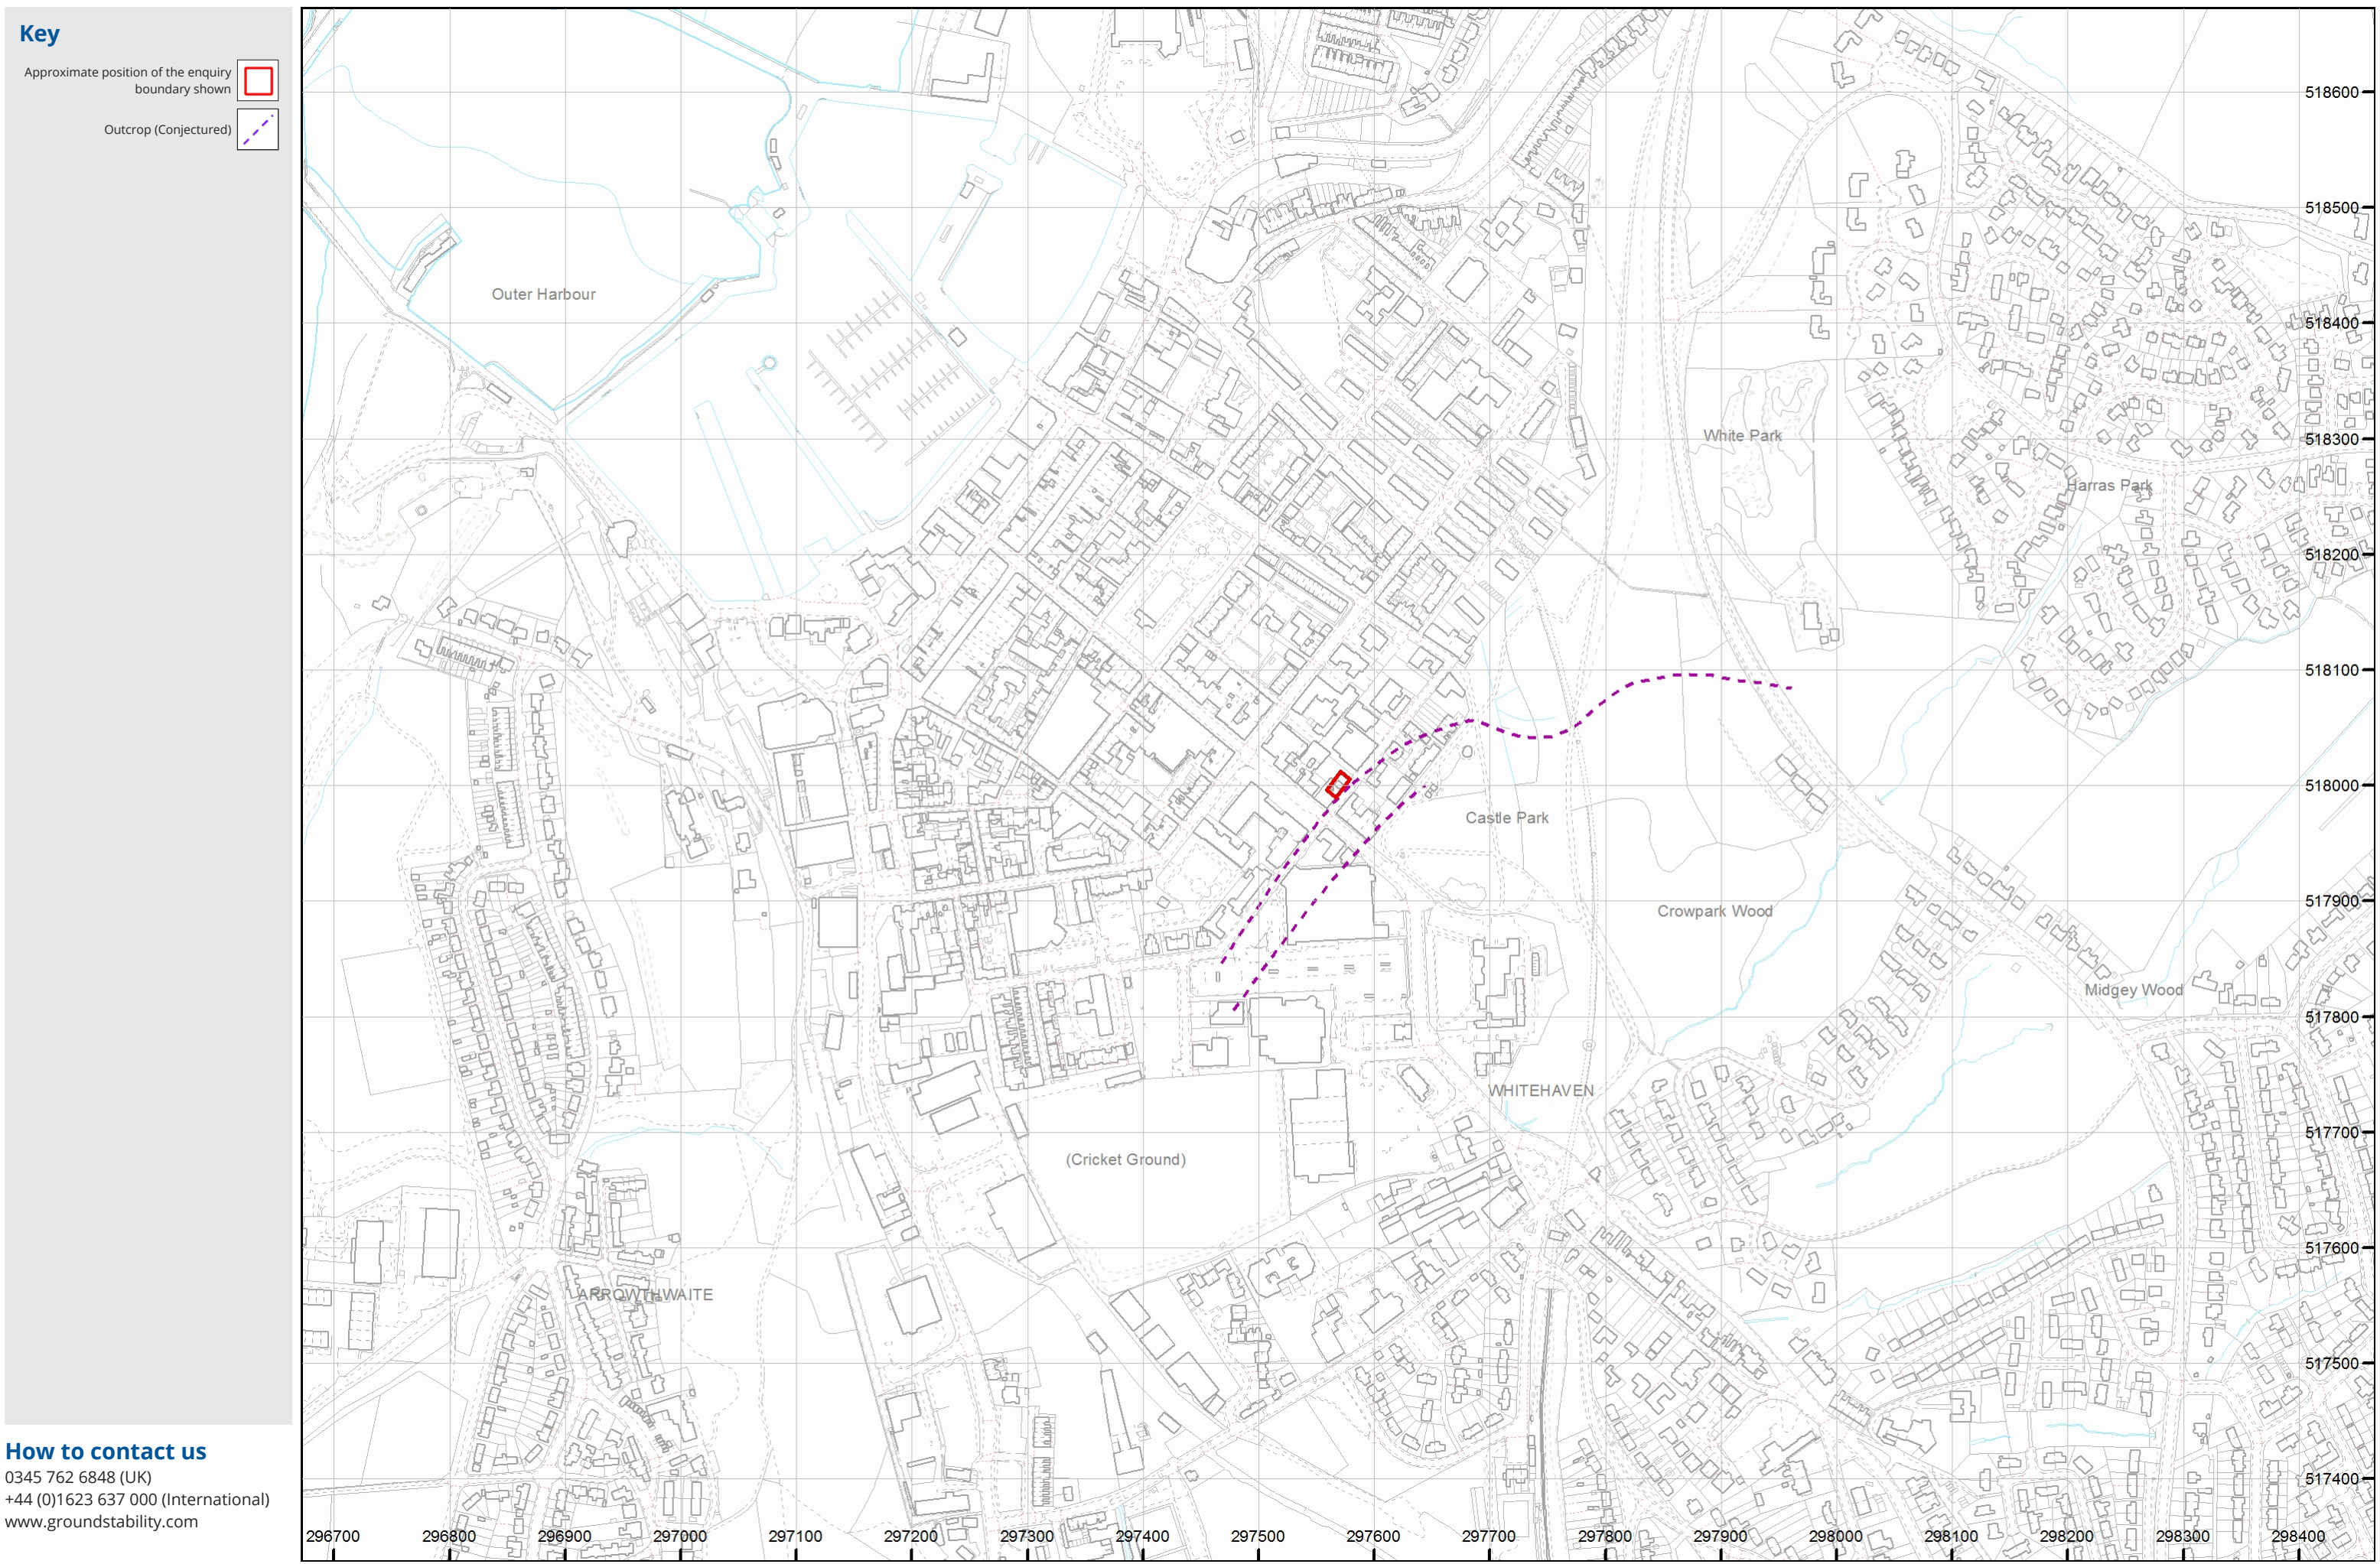 Key
Approximate position of the enquiry
boundary shown
Outcrop (Conjectured)
How to contact us
0345 762 6848 (UK)
+44 (0)1623 637 000 (International)
www.groundstability.com
Outer Harbour
White Park
Harras Park
Castle Park
Crowpark Wood
Midgey Wood
WHITEHAVEN
(Cricket Ground)
ARROWTHWAITE
518600
518500
518400
518300
518200
518100
518000
517900
517800
517700
517600
517500
517400
296700 296800 296900 297000 297100 297200 297300 297400 297500 297600 297700 297800 297900 298000 298100 298200 298300 298400